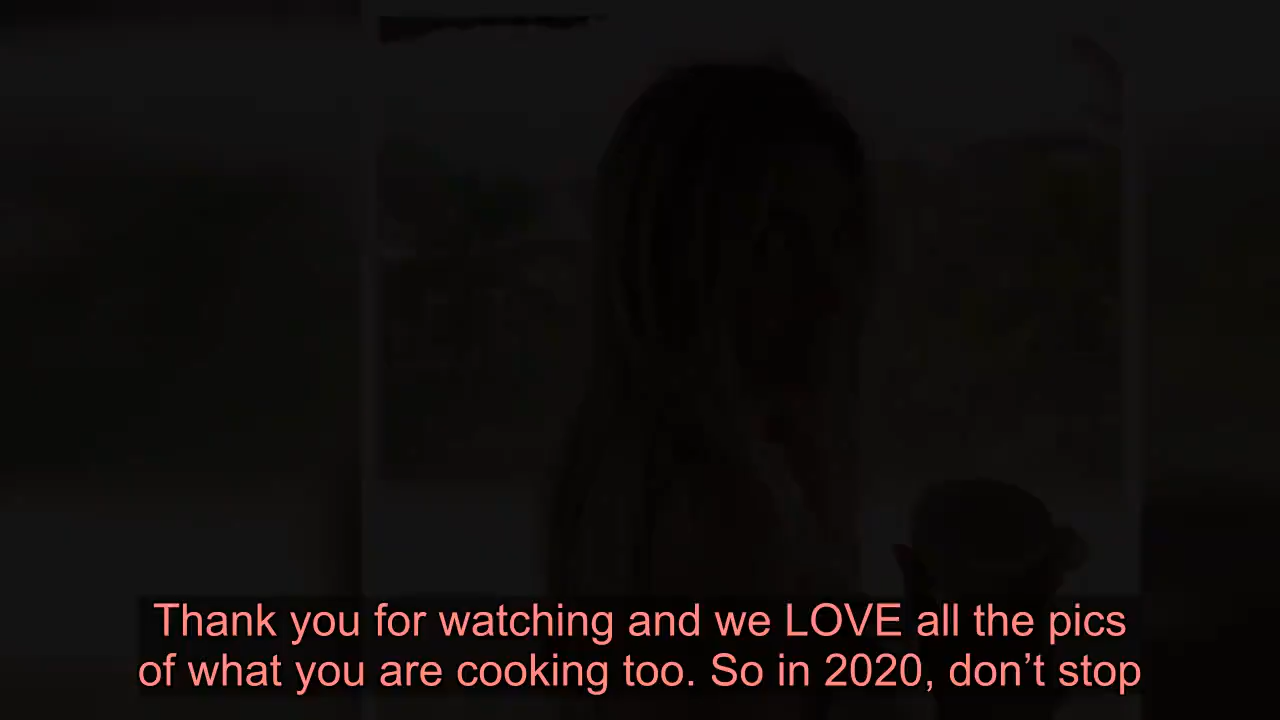 Thank you for watching and we LOVE all the pics
of what you are cooking too. So in 2020, don’t stop